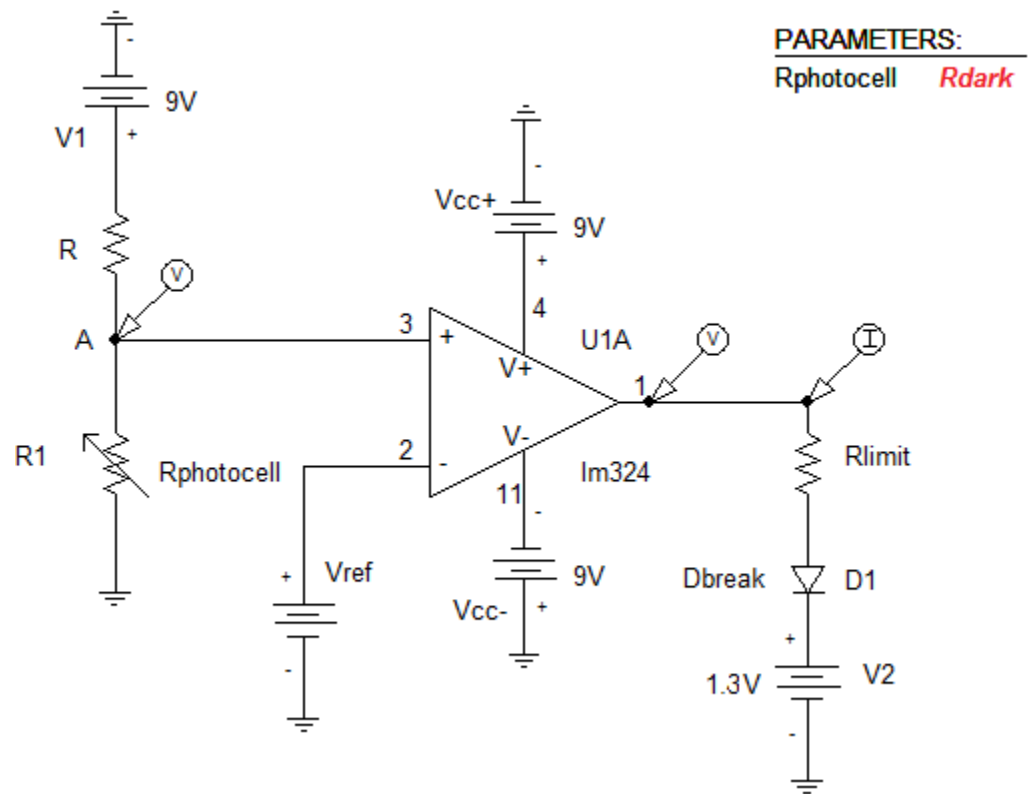 PARAMETERS:
Rphotocell Rdark
-
9V
V1
+
R
V
A
Vcc+
-
9V
+
4
3
+
U1A
V+
1
V
I
R1
Rphotocell
2
-
V-
lm324
11
-
Rlimit
+
Vref
-
9V
Vcc-
+
Dbreak
D1
+
1.3V
V2
-